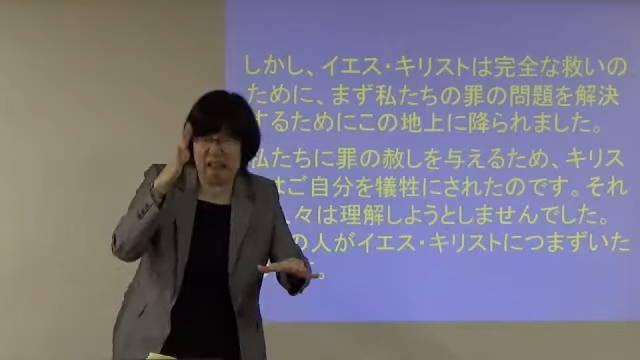 しかし、イエス・キリストは完全な救いの
ために、まず私たちの罪の問題を解決
するためにこの地上に降られました。
私たちに罪の赦しを与えるため、キリス
はご自分を犠牲にされたのです。それ
人々は理解しようとしませんでした。
の人がイエス・キリストにつまずいた
。